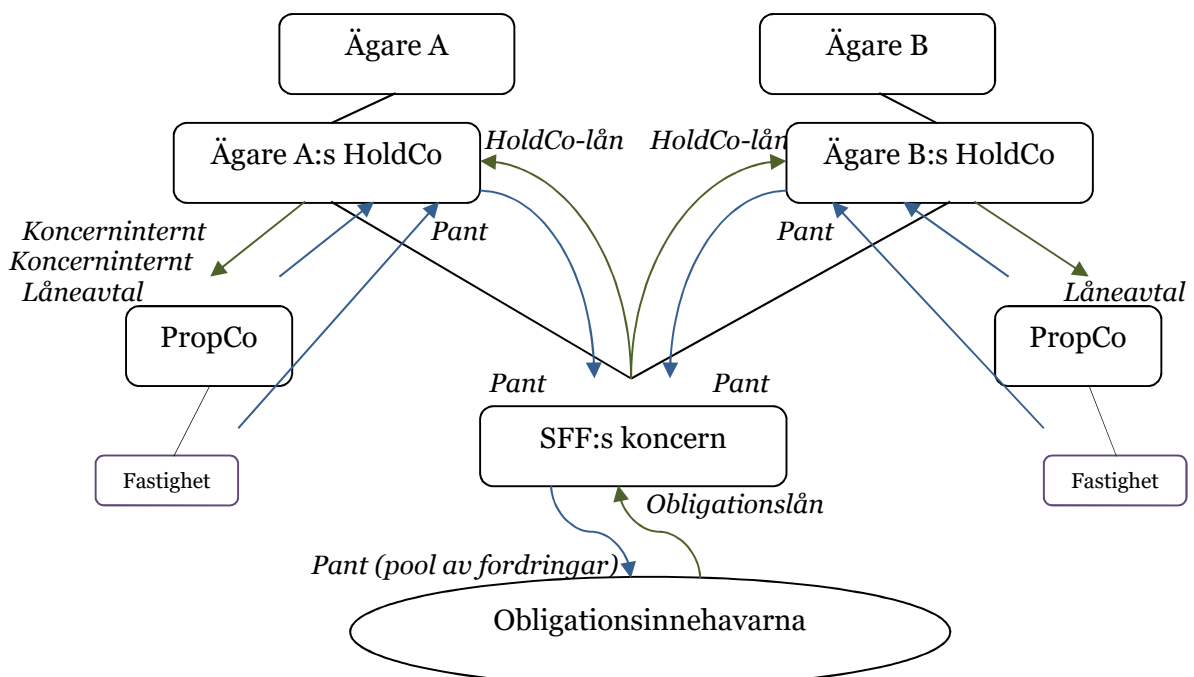 Ägare A
Ägare B
Ägare A:s HoldCo
HoldCo-lån
HoldCo-lån
Ägare B:s HoldCo
Koncerninternt
Pant
Pant
Koncerninternt
Låneavtal
Låneavtal
PropCo
PropCo
Pant
Pant
SFF:s koncern
Fastighet
Fastighet
Obligationslån
Pant (pool av fordringar)
Obligationsinnehavarna